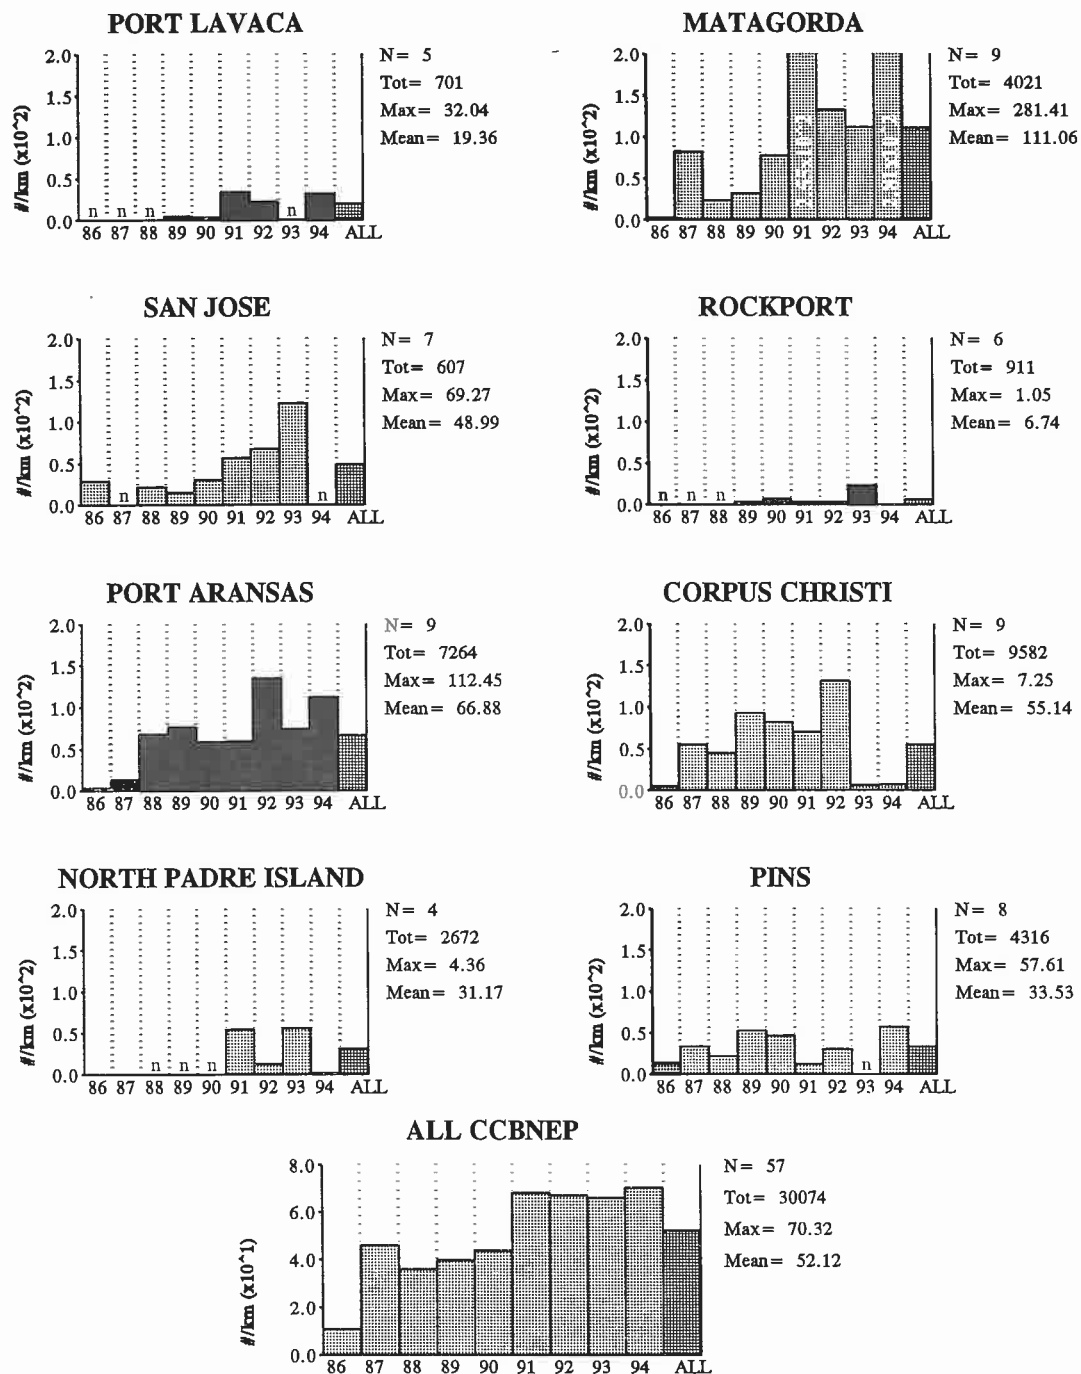 PORT LAVACA
2.0
1.5
1.0
0.5
0.0
#/km (x10^2)
n n n n
86 87 88 89 90 91 92 93 94 ALL
N= 5
Tot= 701
Max= 32.04
Mean= 19.36
MATAGORDA
2.0
1.5
1.0
0.5
0.0
#/km (x10^2)
86 87 88 89 90 91 92 93 94 ALL
N= 9
Tot= 4021
Max= 281.41
Mean= 111.06
SAN JOSE
2.0
1.5
1.0
0.5
0.0
#/km (x10^2)
n n
86 87 88 89 90 91 92 93 94 ALL
N= 7
Tot= 607
Max= 69.27
Mean= 48.99
ROCKPORT
2.0
1.5
1.0
0.5
0.0
#/km (x10^2)
n n n
86 87 88 89 90 91 92 93 94 ALL
N= 6
Tot= 911
Max= 1.05
Mean= 6.74
PORT ARANSAS
2.0
1.5
1.0
0.5
0.0
#/km (x10^2)
86 87 88 89 90 91 92 93 94 ALL
N= 9
Tot= 7264
Max= 112.45
Mean= 66.88
CORPUS CHRISTI
2.0
1.5
1.0
0.5
0.0
#/km (x10^2)
86 87 88 89 90 91 92 93 94 ALL
N= 9
Tot= 9582
Max= 7.25
Mean= 55.14
NORTH PADRE ISLAND
2.0
1.5
1.0
0.5
0.0
#/km (x10^2)
n n n
86 87 88 89 90 91 92 93 94 ALL
N= 4
Tot= 2672
Max= 4.36
Mean= 31.17
PINS
2.0
1.5
1.0
0.5
0.0
#/km (x10^2)
n
86 87 88 89 90 91 92 93 94 ALL
N= 8
Tot= 4316
Max= 57.61
Mean= 33.53
ALL CCBNEP
8.0
6.0
4.0
2.0
0.0
#/km (x10^1)
86 87 88 89 90 91 92 93 94 ALL
N= 57
Tot= 30074
Max= 70.32
Mean= 52.12